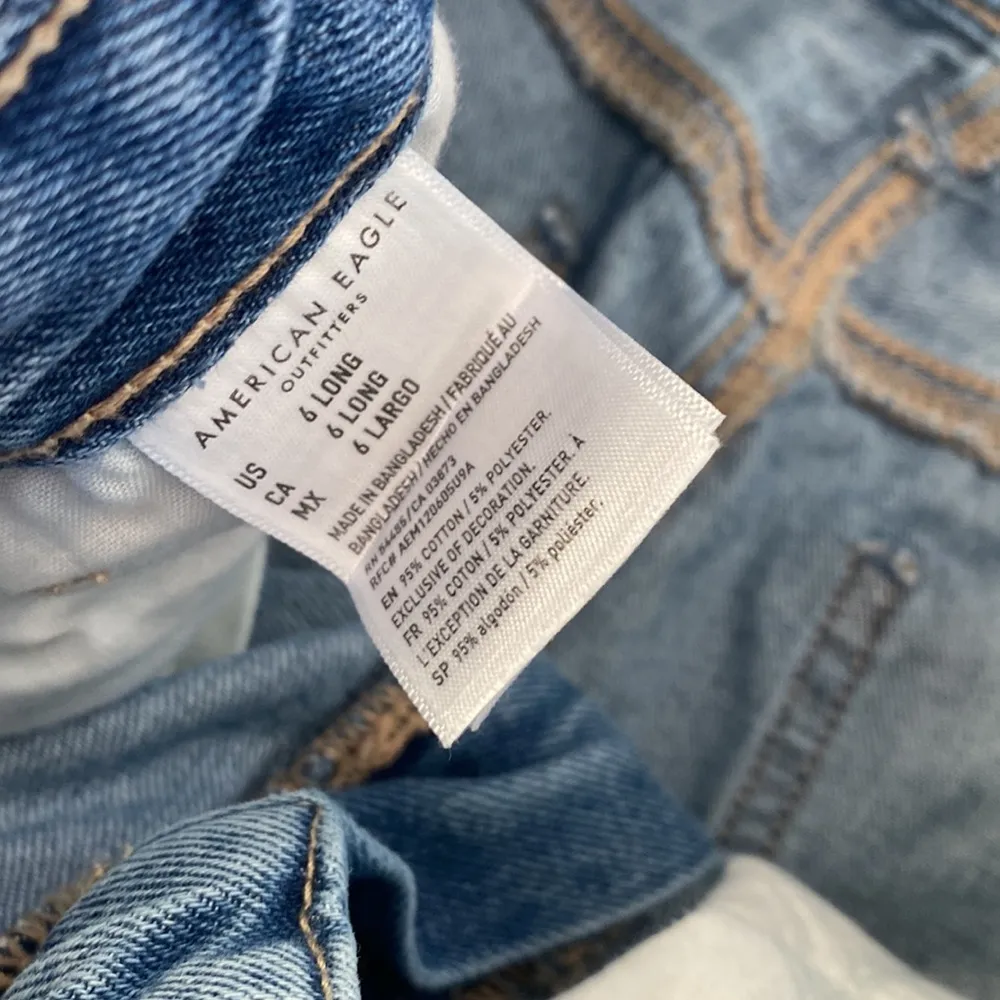 AMERICAN EAGLE
OUTFITTERS
US 6 LONG
CA 6 LONG
MX 6 LARGO
MADE IN BANGLADESH / FABRIQUÉ AU
BANGLADESH / HECHO EN BANGLADESH
RN 54485 / CA 03673
RFC# AEM120605U9A
EN 95% COTTON / 5% POLYESTER.
EXCLUSIVE OF DECORATION.
FR 95% COTON / 5% POLYESTER. À
L'EXCEPTION DE LA GARNITURE.
SP 95% algodón / 5% poliéster.